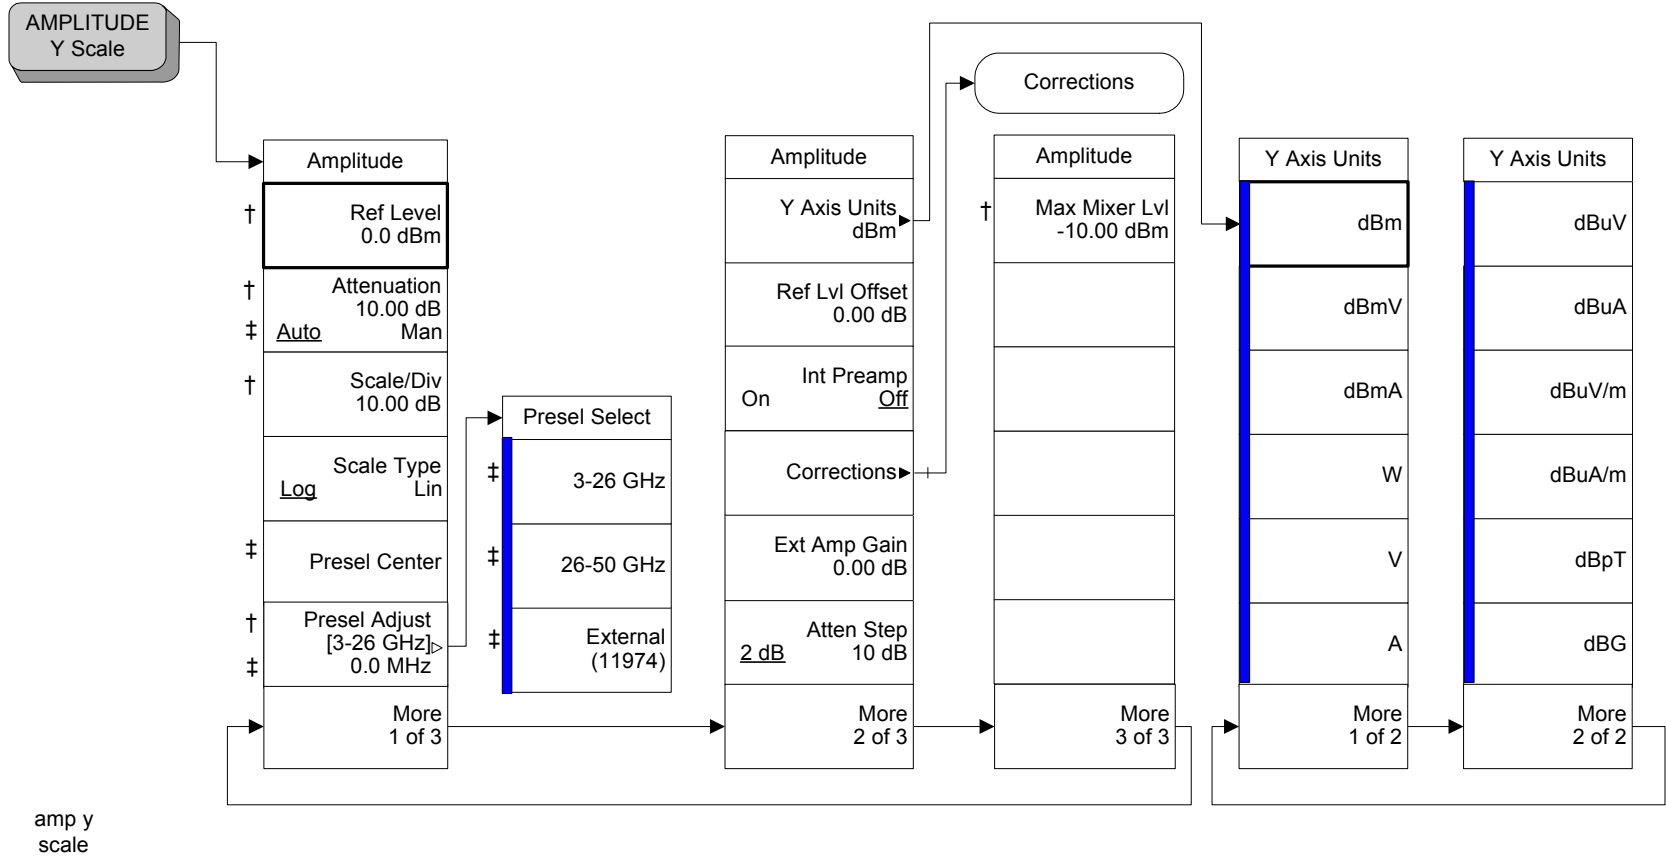 AMPLITUDE
Y Scale
Corrections
Amplitude
†
Ref Level
0.0 dBm
†
Attenuation
10.00 dB
‡
Auto Man
†
Scale/Div
10.00 dB
Scale Type
Log Lin
‡
Presel Center
†
Presel Adjust
[3-26 GHz]
0.0 MHz
‡
More
1 of 3
Presel Select
‡
3-26 GHz
‡
26-50 GHz
‡
External
(11974)
Amplitude
Y Axis Units
dBm
Ref Lvl Offset
0.00 dB
Int Preamp
On Off
Corrections
Ext Amp Gain
0.00 dB
Atten Step
2 dB 10 dB
More
2 of 3
Amplitude
†
Max Mixer Lvl
-10.00 dBm
More
3 of 3
Y Axis Units
dBm
dBmV
dBmA
W
V
A
More
1 of 2
Y Axis Units
dBuV
dBuA
dBuV/m
dBuA/m
dBpT
dBG
More
2 of 2
amp y
scale